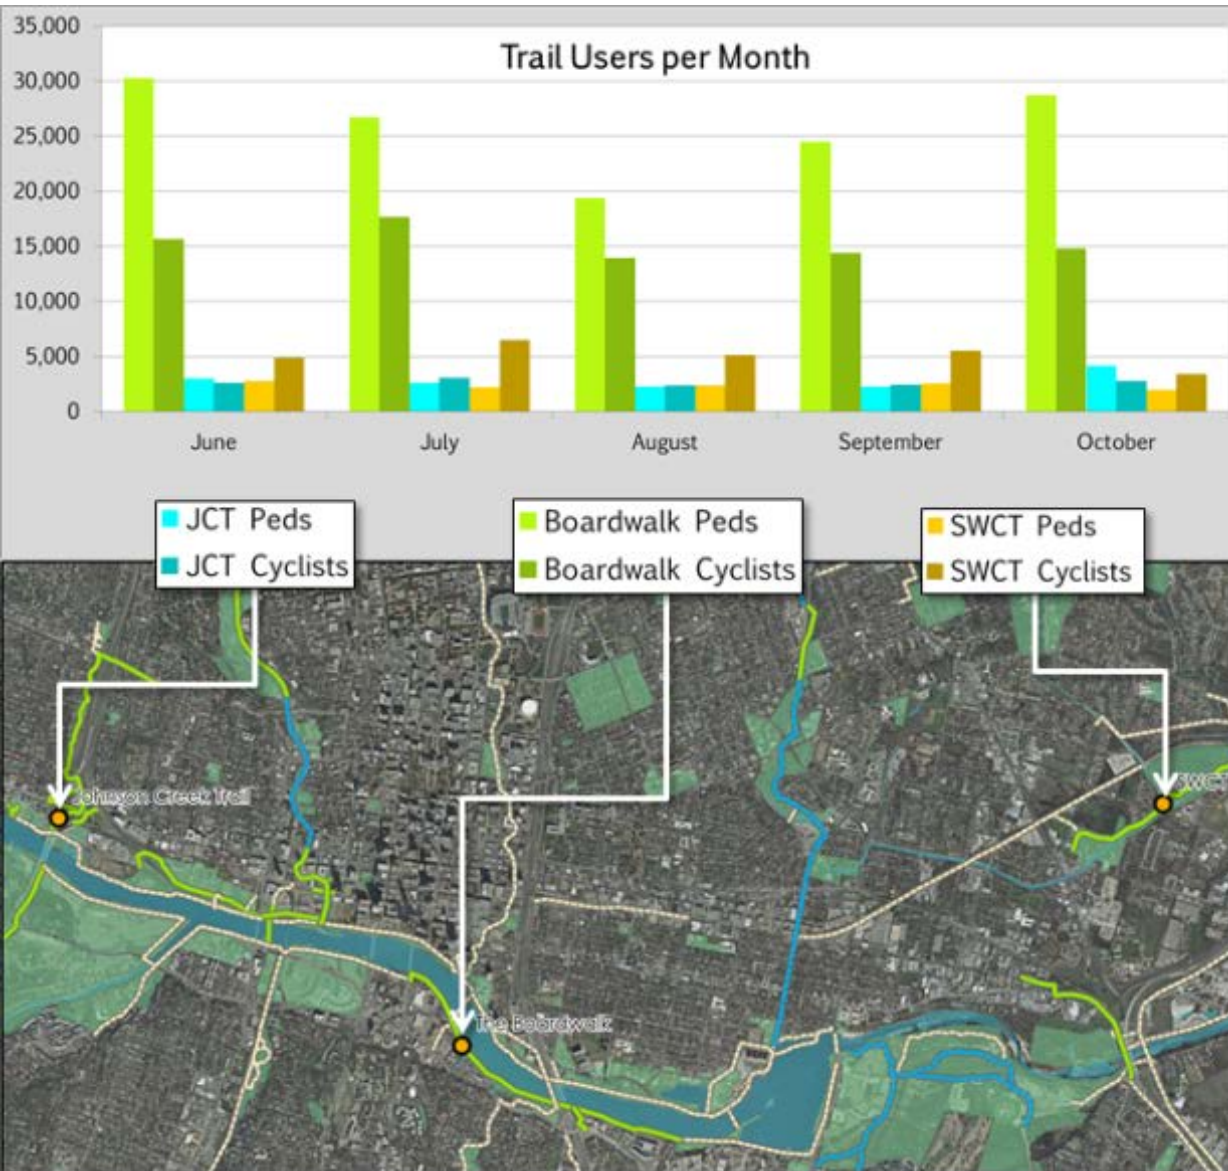 Trail Users per Month
35,000
30,000
25,000
20,000
15,000
10,000
5,000
0
June July August September October
JCT Peds
JCT Cyclists
Boardwalk Peds
Boardwalk Cyclists
SWCT Peds
SWCT Cyclists
Johnson Creek Trail
The Boardwalk
SWC